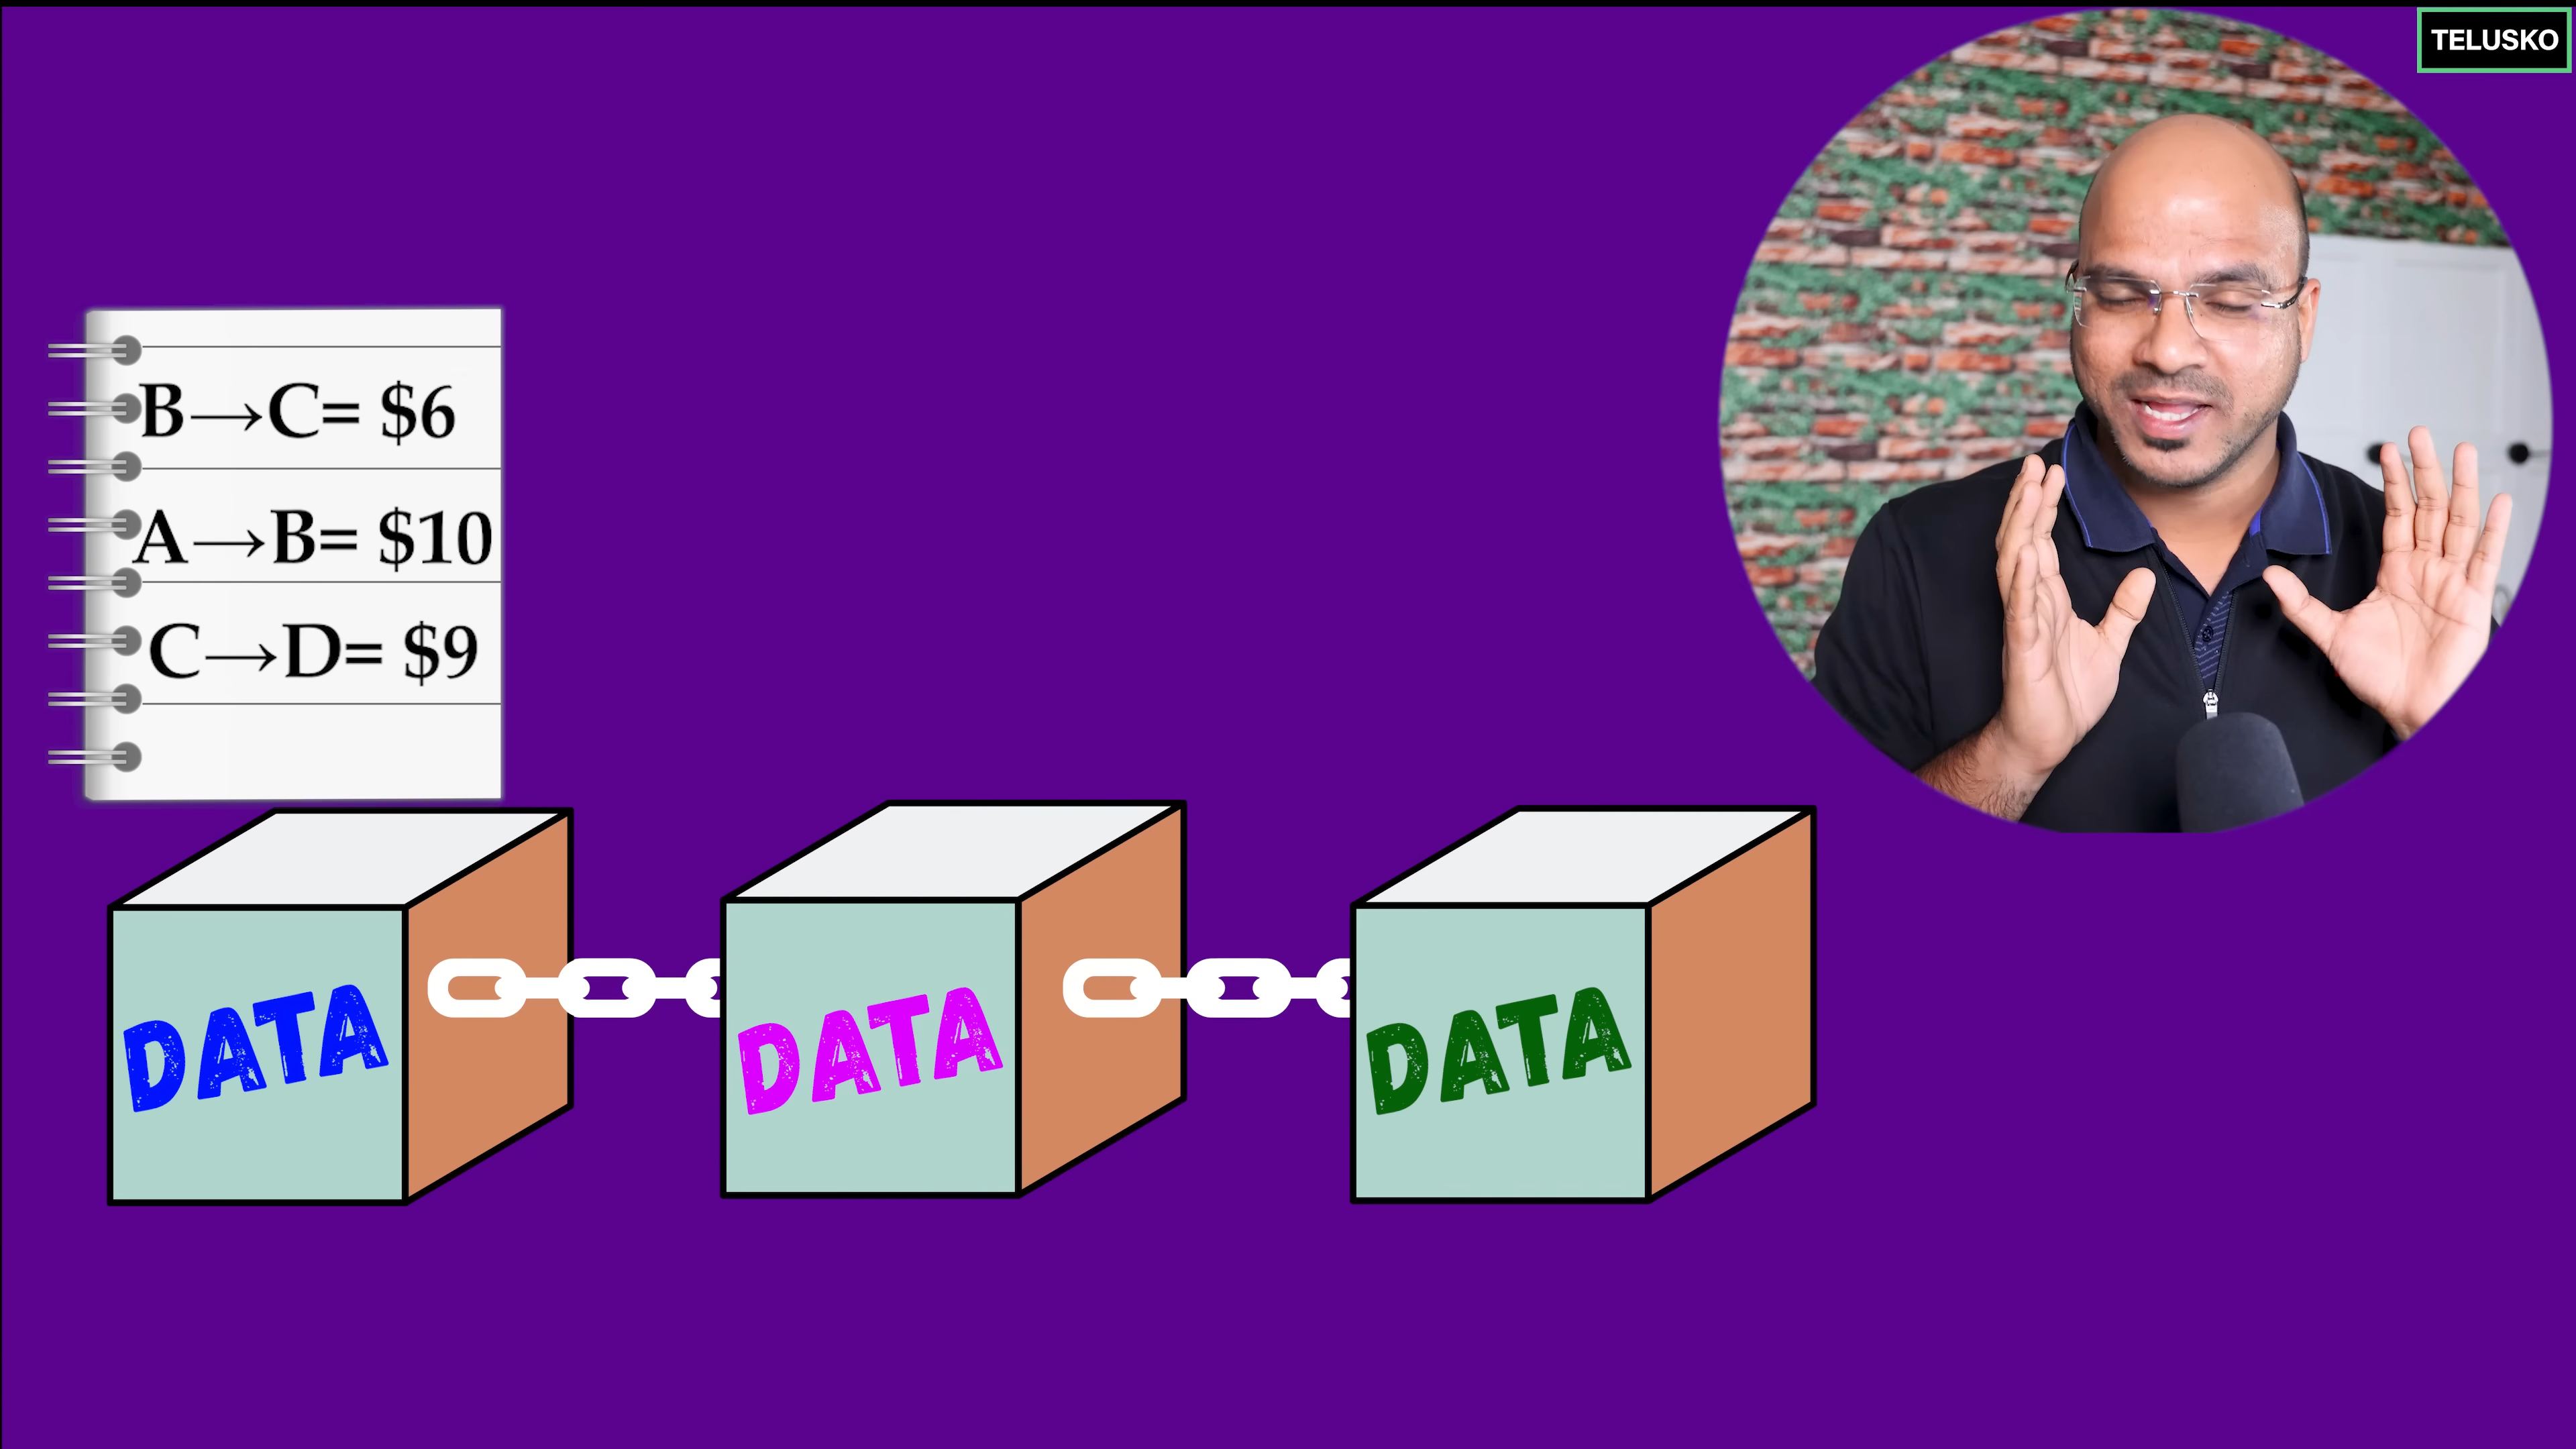 TELUSKO
B→C= $6
A→B= $10
C→D= $9
DATA
DATA
DATA